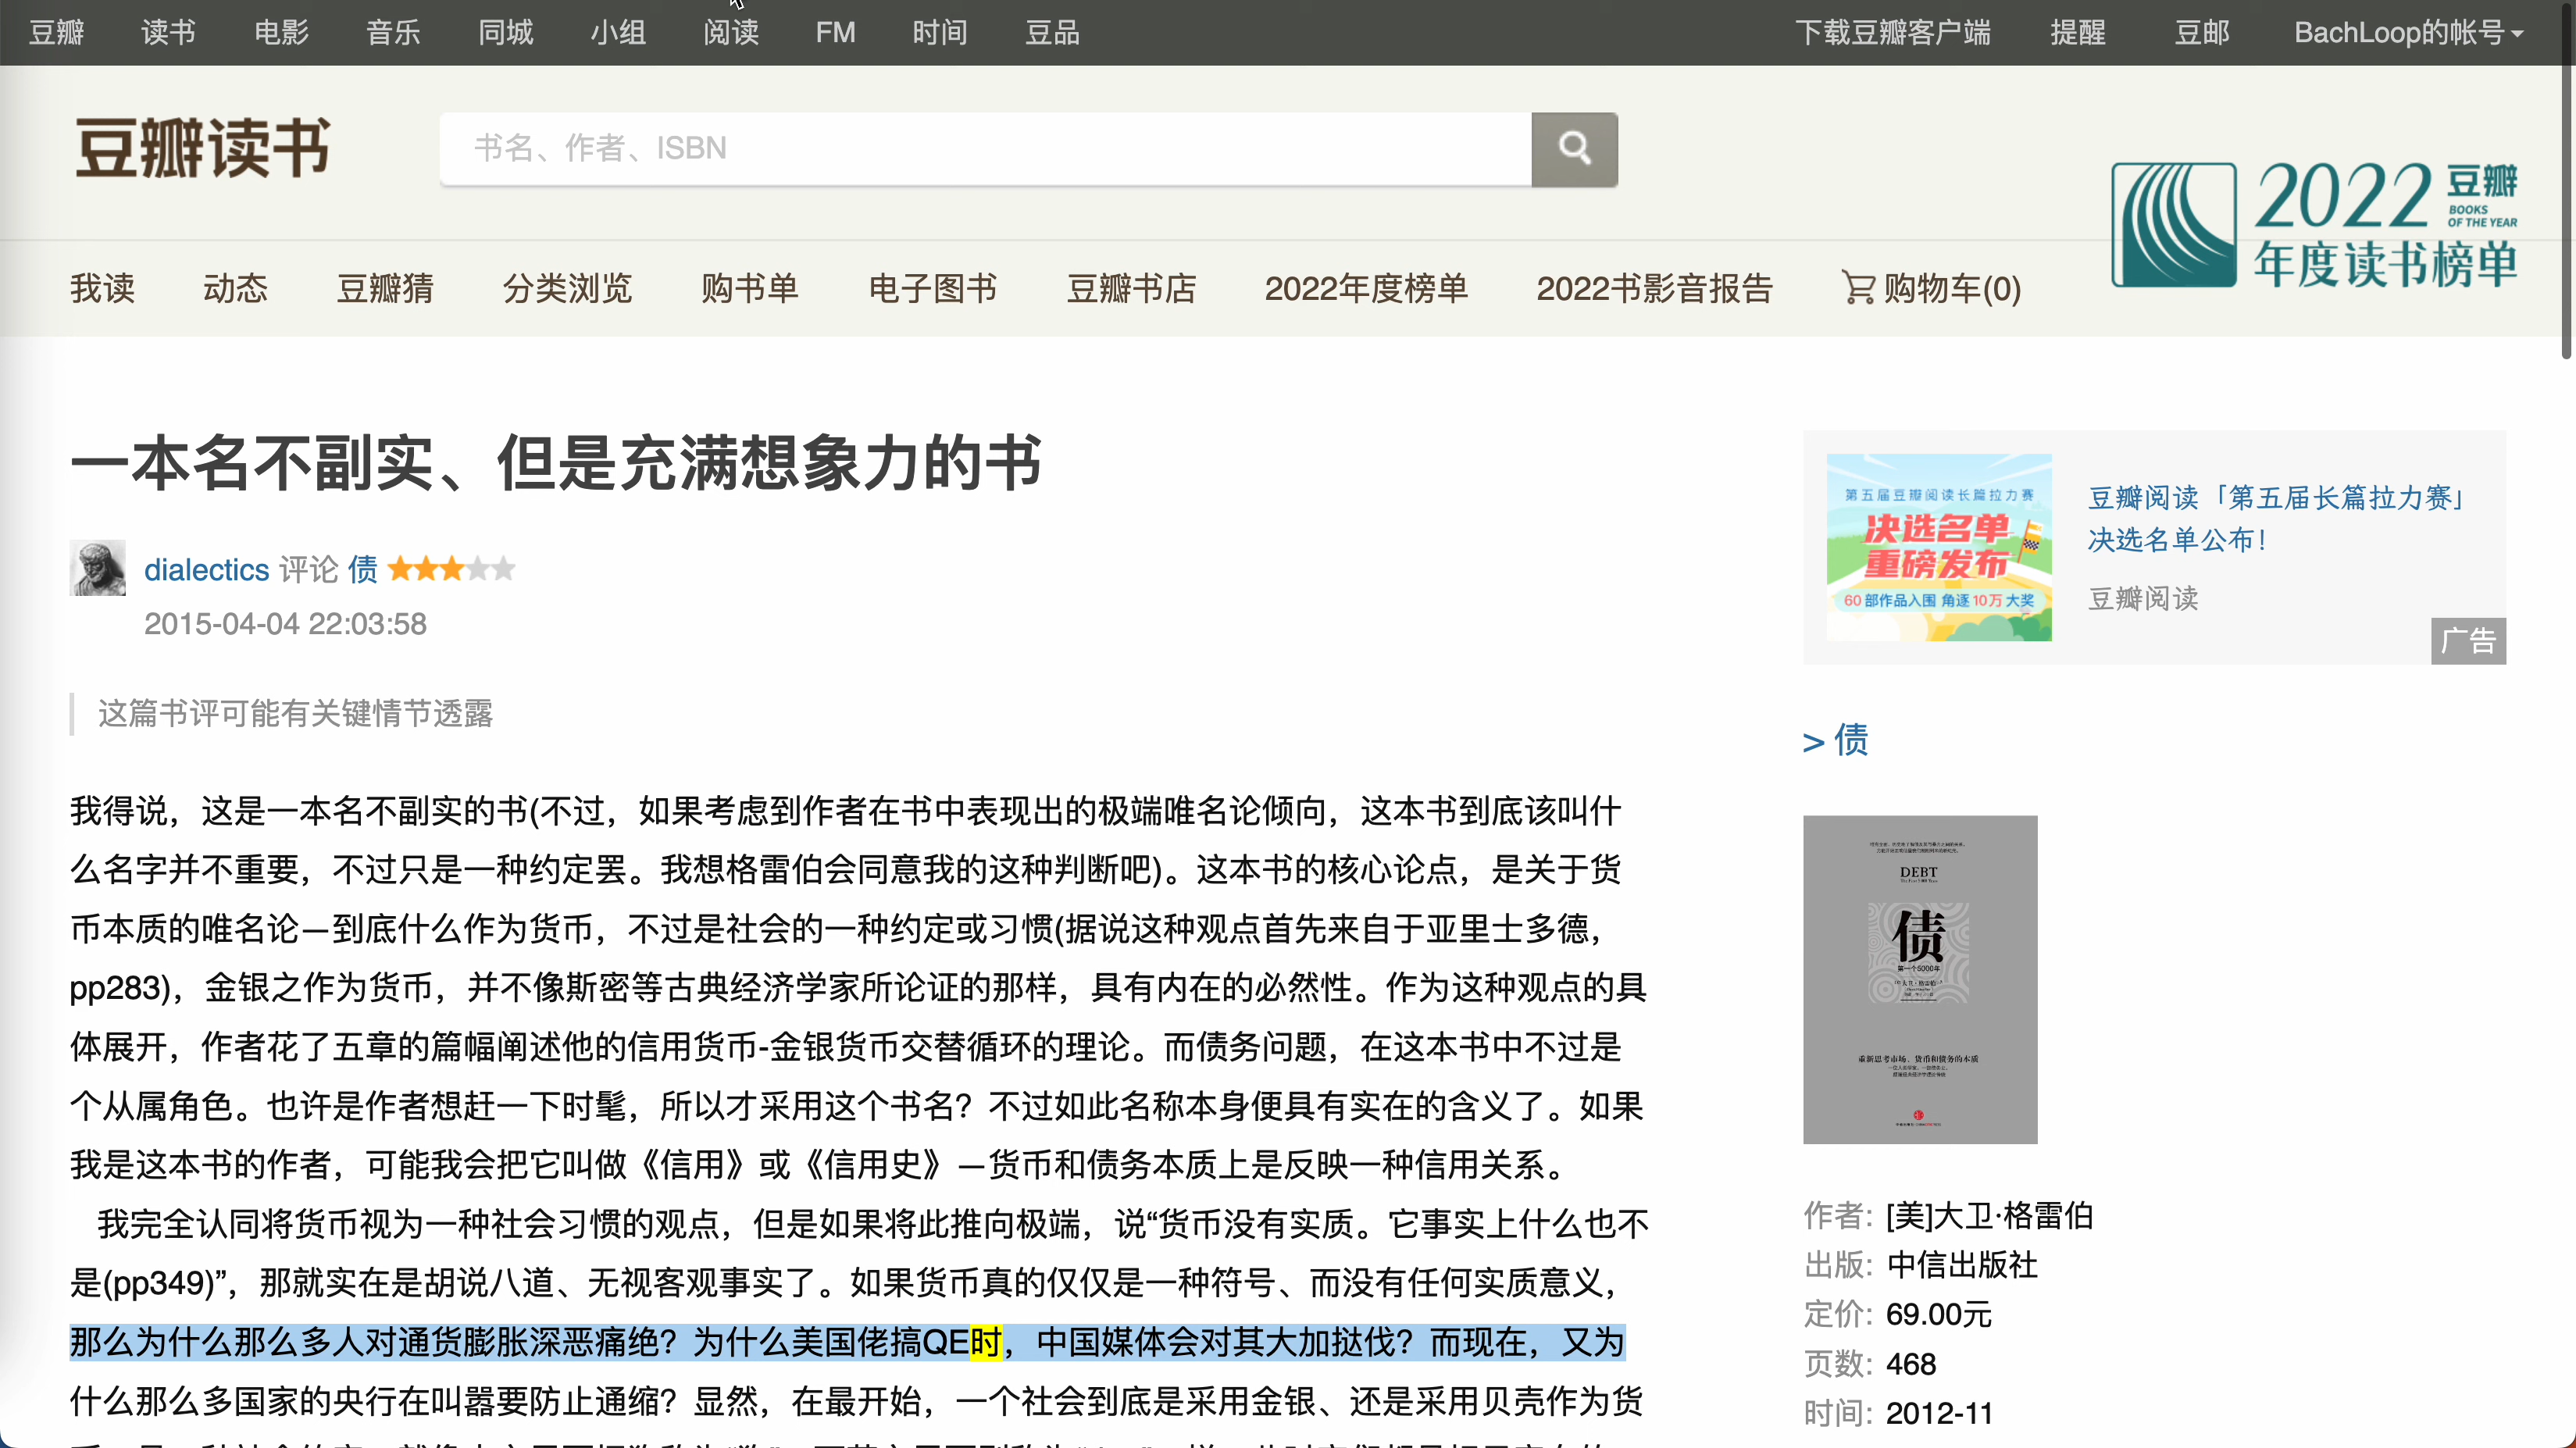 豆瓣 读书 电影 音乐 同城 小组 阅读 FM 时间 豆品 下载豆瓣客户端 提醒 豆邮 BachLoop的帐号
豆瓣读书
书名、作者、ISBN
2022 豆瓣
BOOKS
OF THE YEAR
年度读书榜单
我读 动态 豆瓣猜 分类浏览 购书单 电子图书 豆瓣书店 2022年度榜单 2022书影音报告 购物车(0)
一本名不副实、但是充满想象力的书
dialectics 评论 债
2015-04-04 22:03:58
这篇书评可能有关键情节透露
我得说，这是一本名不副实的书(不过，如果考虑到作者在书中表现出的极端唯名论倾向，这本书到底该叫什
么名字并不重要，不过只是一种约定罢。我想格雷伯会同意我的这种判断吧)。这本书的核心论点，是关于货
币本质的唯名论—到底什么作为货币，不过是社会的一种约定或习惯(据说这种观点首先来自于亚里士多德，
pp283)，金银之作为货币，并不像斯密等古典经济学家所论证的那样，具有内在的必然性。作为这种观点的具
体展开，作者花了五章的篇幅阐述他的信用货币-金银货币交替循环的理论。而债务问题，在这本书中不过是
个从属角色。也许是作者想赶一下时髦，所以才采用这个书名？不过如此名称本身便具有实在的含义了。如果
我是这本书的作者，可能我会把它叫做《信用》或《信用史》—货币和债务本质上是反映一种信用关系。
我完全认同将货币视为一种社会习惯的观点，但是如果将此推向极端，说“货币没有实质。它事实上什么也不
是(pp349)”，那就实在是胡说八道、无视客观事实了。如果货币真的仅仅是一种符号、而没有任何实质意义，
那么为什么那么多人对通货膨胀深恶痛绝？为什么美国佬搞QE时，中国媒体会对其大加挞伐？而现在，又为
什么那么多国家的央行在叫嚣要防止通缩？显然，在最开始，一个社会到底是采用金银、还是采用贝壳作为货
第五届豆瓣阅读长篇拉力赛
决选名单
重磅发布
60部作品入围 角逐10万大奖
豆瓣阅读「第五届长篇拉力赛」
决选名单公布！
豆瓣阅读
广告
> 债
DEBT
债
第一个5000年
重新思考市场、货币和债务的本质
作者: [美]大卫·格雷伯
出版: 中信出版社
定价: 69.00元
页数: 468
时间: 2012-11